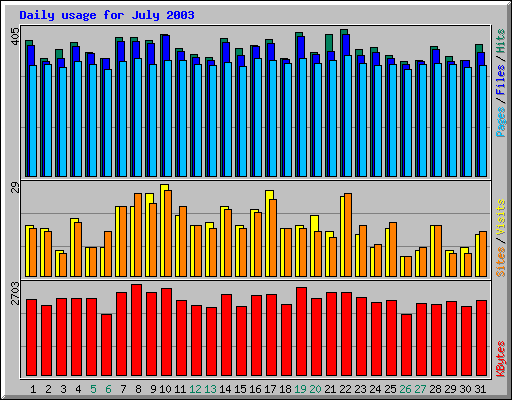 Daily usage for July 2003
405
Pages / Files / Hits
29
Sites / Visits
2703
KBytes
1 2 3 4 5 6 7 8 9 10 11 12 13 14 15 16 17 18 19 20 21 22 23 24 25 26 27 28 29 30 31